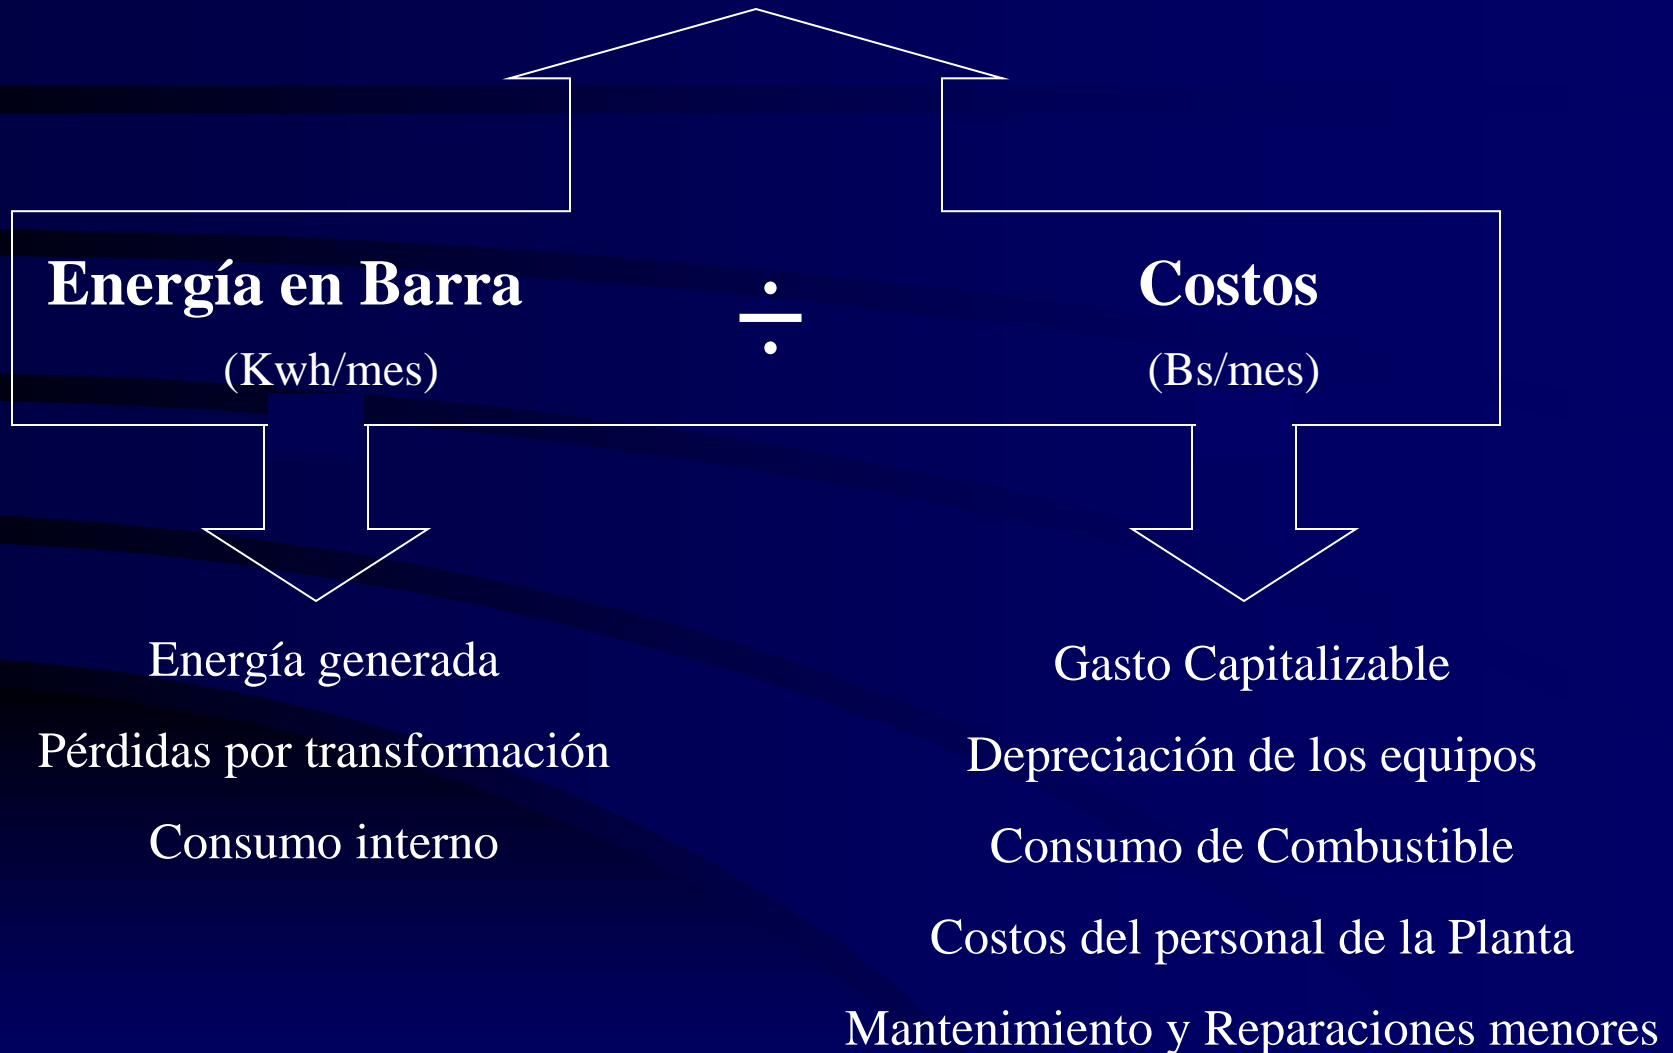 Energía en Barra
(Kwh/mes)
÷
Costos
(Bs/mes)
Energía generada
Pérdidas por transformación
Consumo interno
Gasto Capitalizable
Depreciación de los equipos
Consumo de Combustible
Costos del personal de la Planta
Mantenimiento y Reparaciones menores